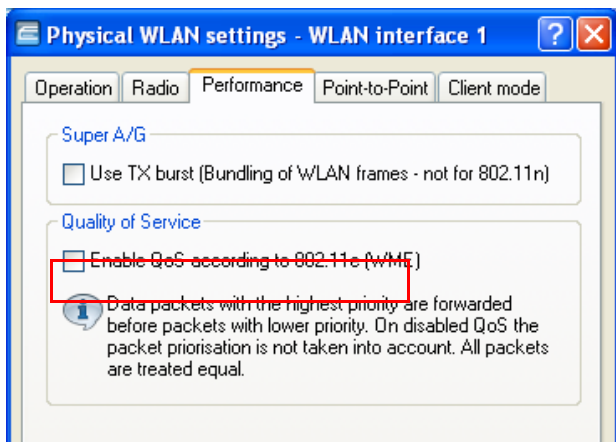 Physical WLAN settings - WLAN interface 1
Operation Radio Performance Point-to-Point Client mode
Super A/G
Use TX burst (Bundling of WLAN frames - not for 802.11n)
Quality of Service
Enable QoS according to 802.11e (WME)
Data packets with the highest priority are forwarded
before packets with lower priority. On disabled QoS the
packet priorisation is not taken into account. All packets
are treated equal.